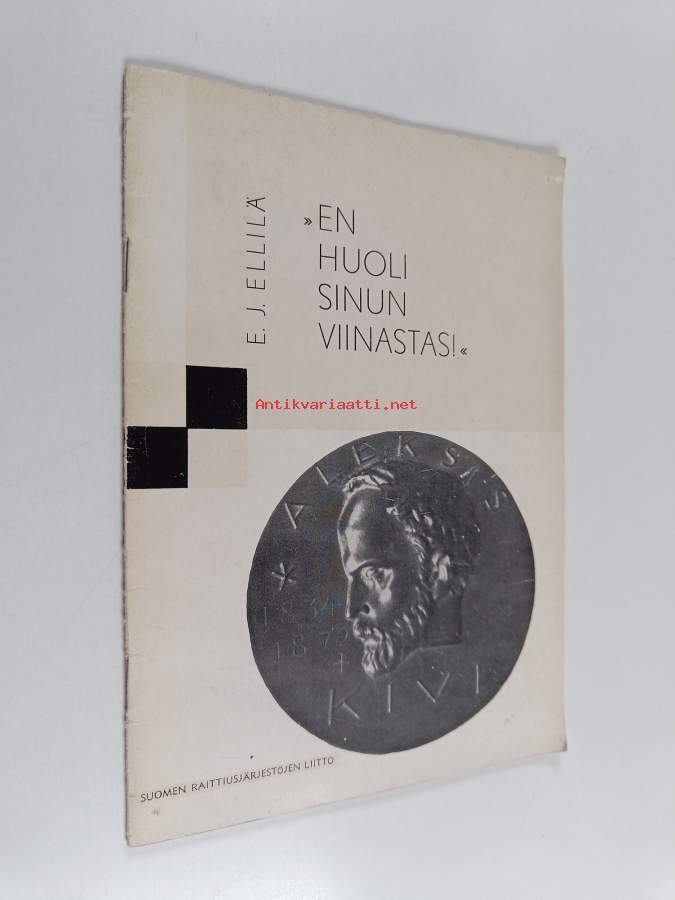 E. J. ELLILÄ
»EN
HUOLI
SINUN
VIINASTAS!«
Antikvariaatti.net
ALEKSIS
1834
1872
KIVI
SUOMEN RAITTIUSJÄRJESTÖJEN LIITTO